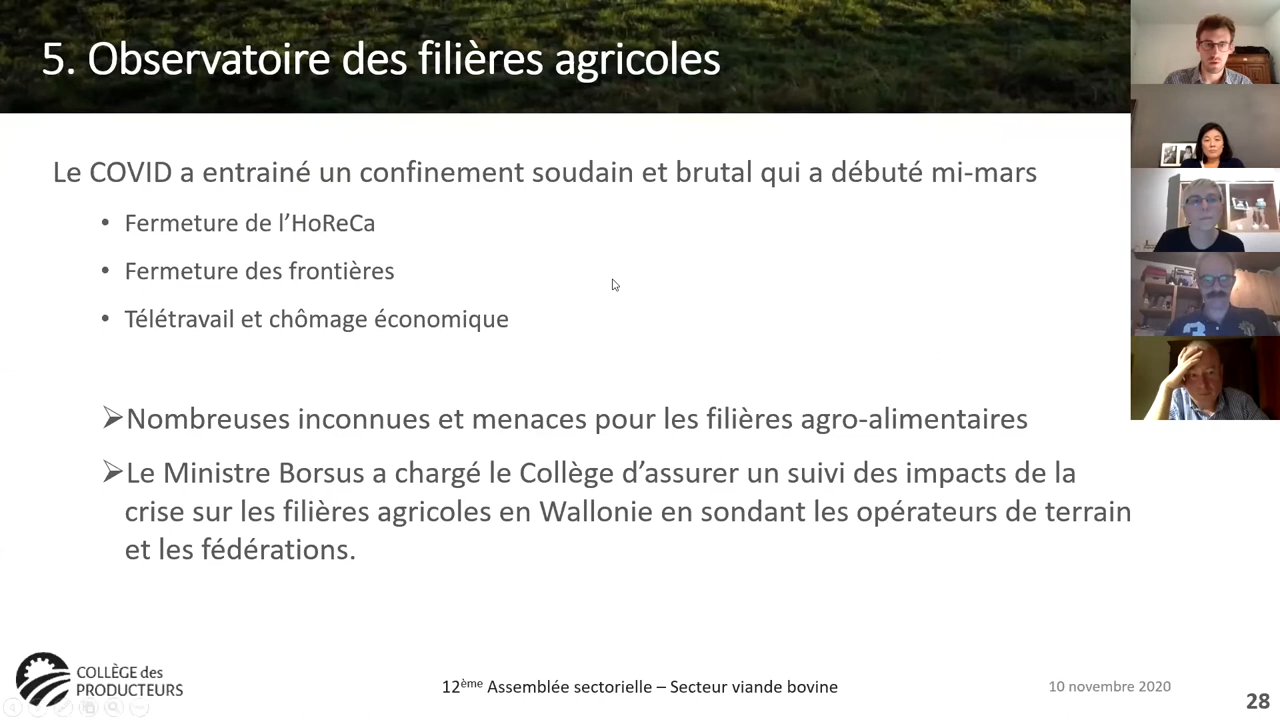 5. Observatoire des filières agricoles
Le COVID a entrainé un confinement soudain et brutal qui a débuté mi-mars
• Fermeture de l’HoReCa
• Fermeture des frontières
• Télétravail et chômage économique
➢Nombreuses inconnues et menaces pour les filières agro-alimentaires
➢Le Ministre Borsus a chargé le Collège d’assurer un suivi des impacts de la
crise sur les filières agricoles en Wallonie en sondant les opérateurs de terrain
et les fédérations.
COLLÈGE des
PRODUCTEURS
12ème Assemblée sectorielle – Secteur viande bovine
10 novembre 2020
28